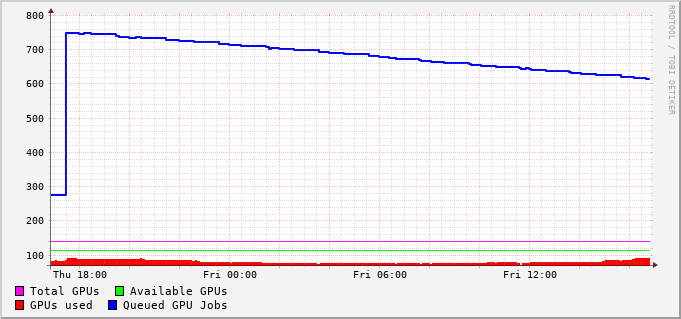 800
700
600
500
400
300
200
100
Thu 18:00 Fri 00:00 Fri 06:00 Fri 12:00
Total GPUs Available GPUs
GPUs used Queued GPU Jobs
RRDTOOL / TOBI OETIKER